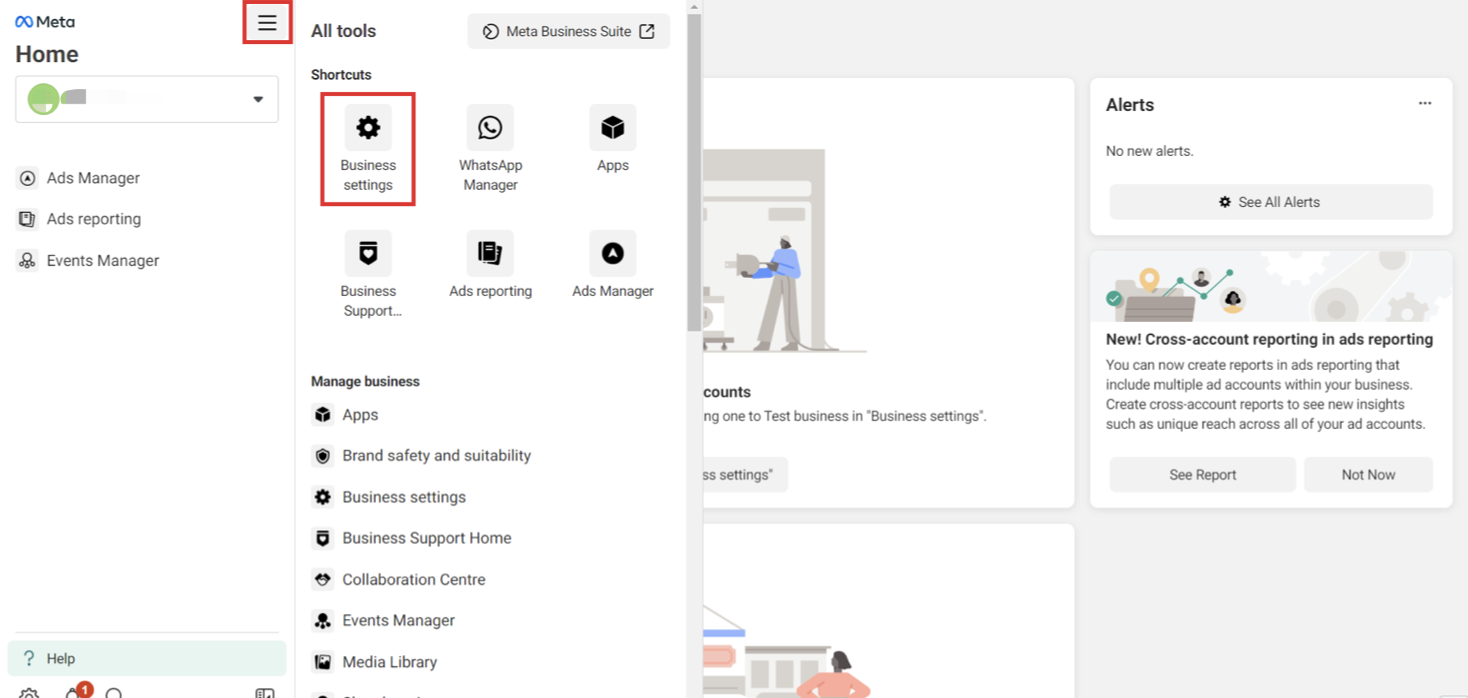 Meta
Home
Ads Manager
Ads reporting
Events Manager
Help
1
All tools
Meta Business Suite
Shortcuts
Business
settings
WhatsApp
Manager
Apps
Business
Support...
Ads reporting
Ads Manager
Manage business
Apps
Brand safety and suitability
Business settings
Business Support Home
Collaboration Centre
Events Manager
Media Library
counts
ng one to Test business in "Business settings".
ss settings"
Alerts
No new alerts.
See All Alerts
New! Cross-account reporting in ads reporting
You can now create reports in ads reporting that
include multiple ad accounts within your business.
Create cross-account reports to see new insights
such as unique reach across all of your ad accounts.
See Report
Not Now